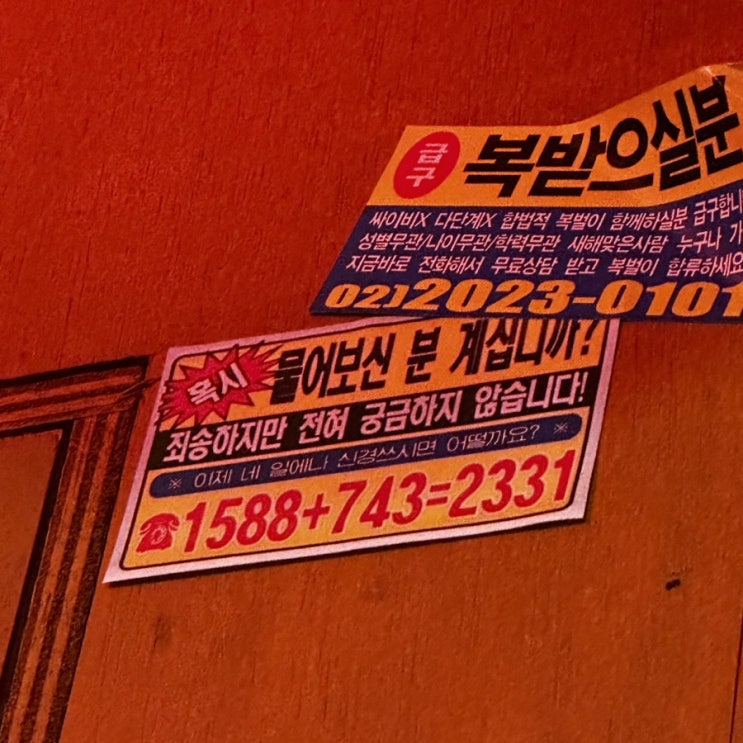 급구
복받으실분
싸이비X 다단계X 합법적 복벌이 함께하실분 급구합니
성별무관/나이무관/학력무관 새해맞은사람 누구나 가
지금바로 전화해서 무료상담 받고 복벌이 합류하세요
02)2023-0101
혹시 물어보신 분 계십니까?
죄송하지만 전혀 궁금하지 않습니다!
※ 이제 네 일에나 신경쓰시면 어떨까요? ※
☎1588+743=2331